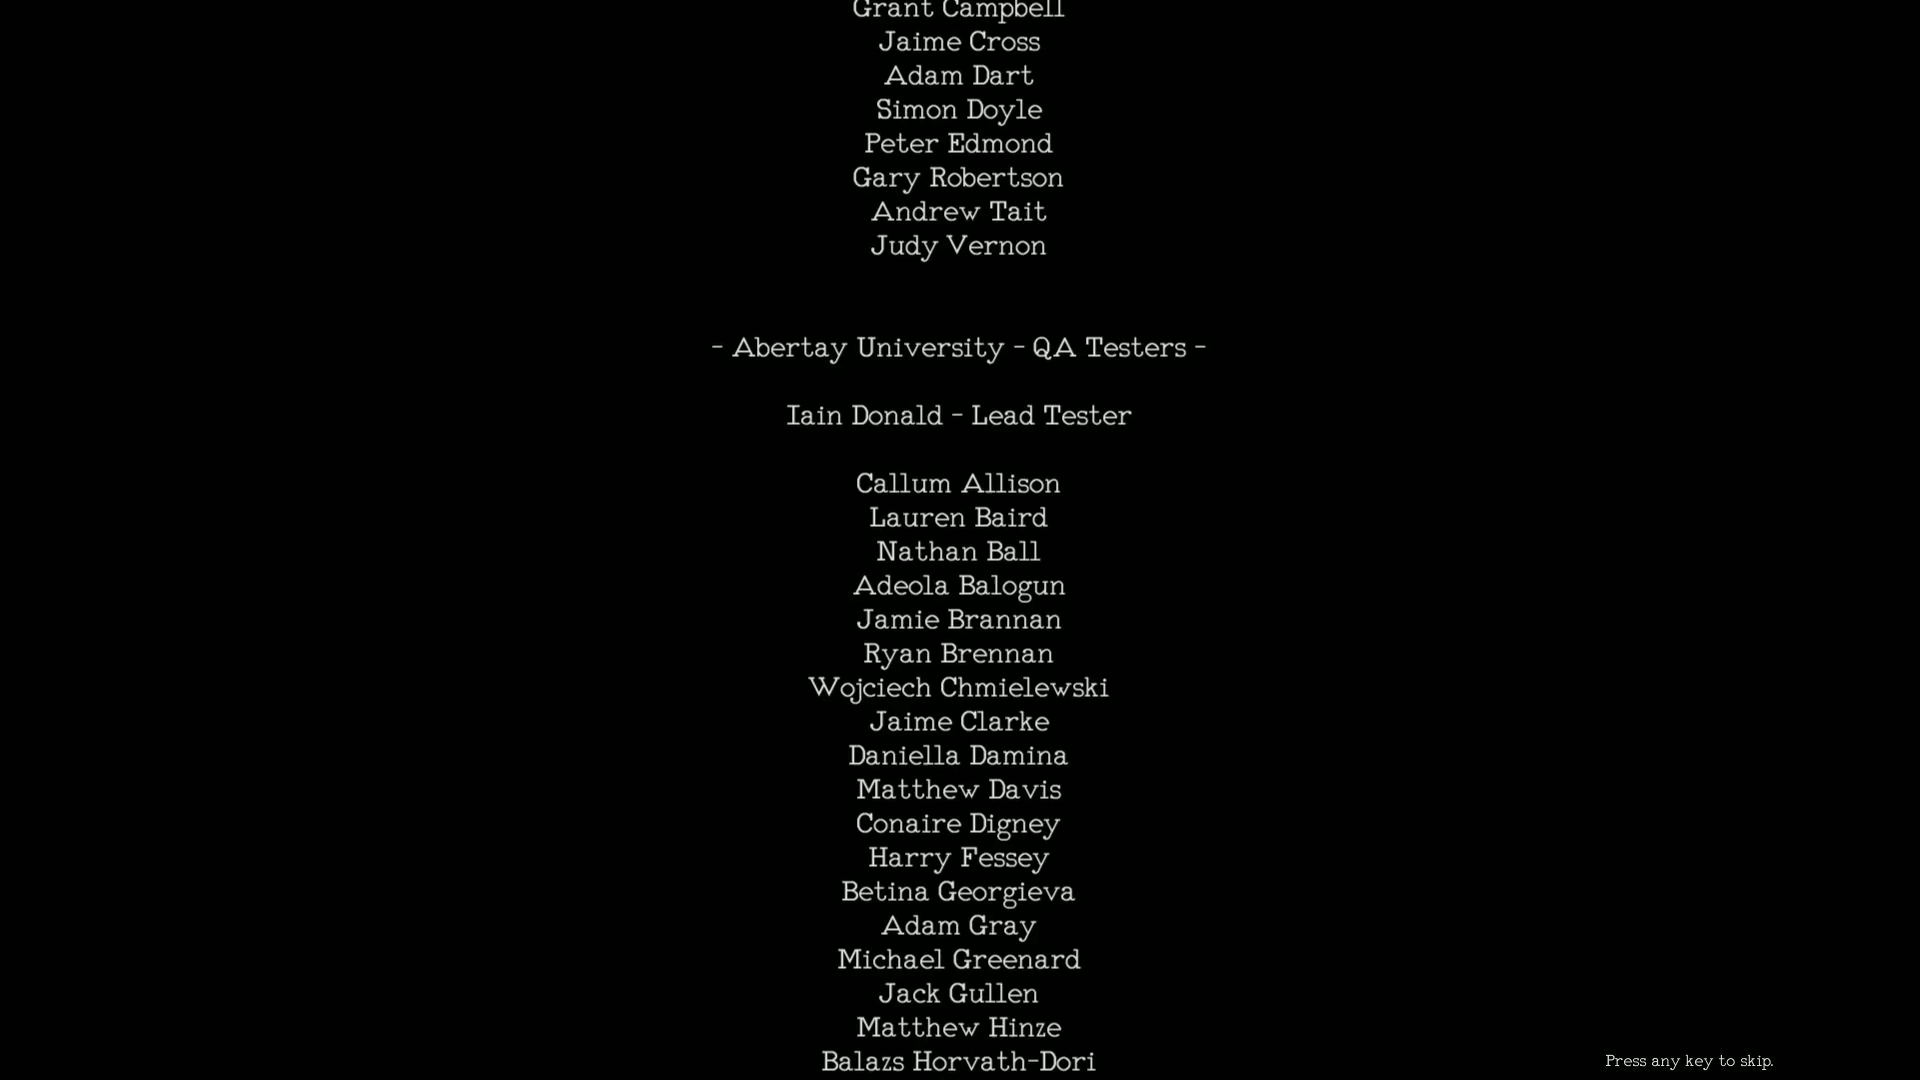 Grant Campbell
Jaime Cross
Adam Dart
Simon Doyle
Peter Edmond
Gary Robertson
Andrew Tait
Judy Vernon
- Abertay University - QA Testers -
Iain Donald - Lead Tester
Callum Allison
Lauren Baird
Nathan Ball
Adeola Balogun
Jamie Brannan
Ryan Brennan
Wojciech Chmielewski
Jaime Clarke
Daniella Damina
Matthew Davis
Conaire Digney
Harry Fessey
Betina Georgieva
Adam Gray
Michael Greenard
Jack Gullen
Matthew Hinze
Balazs Horvath-Dori
Press any key to skip.